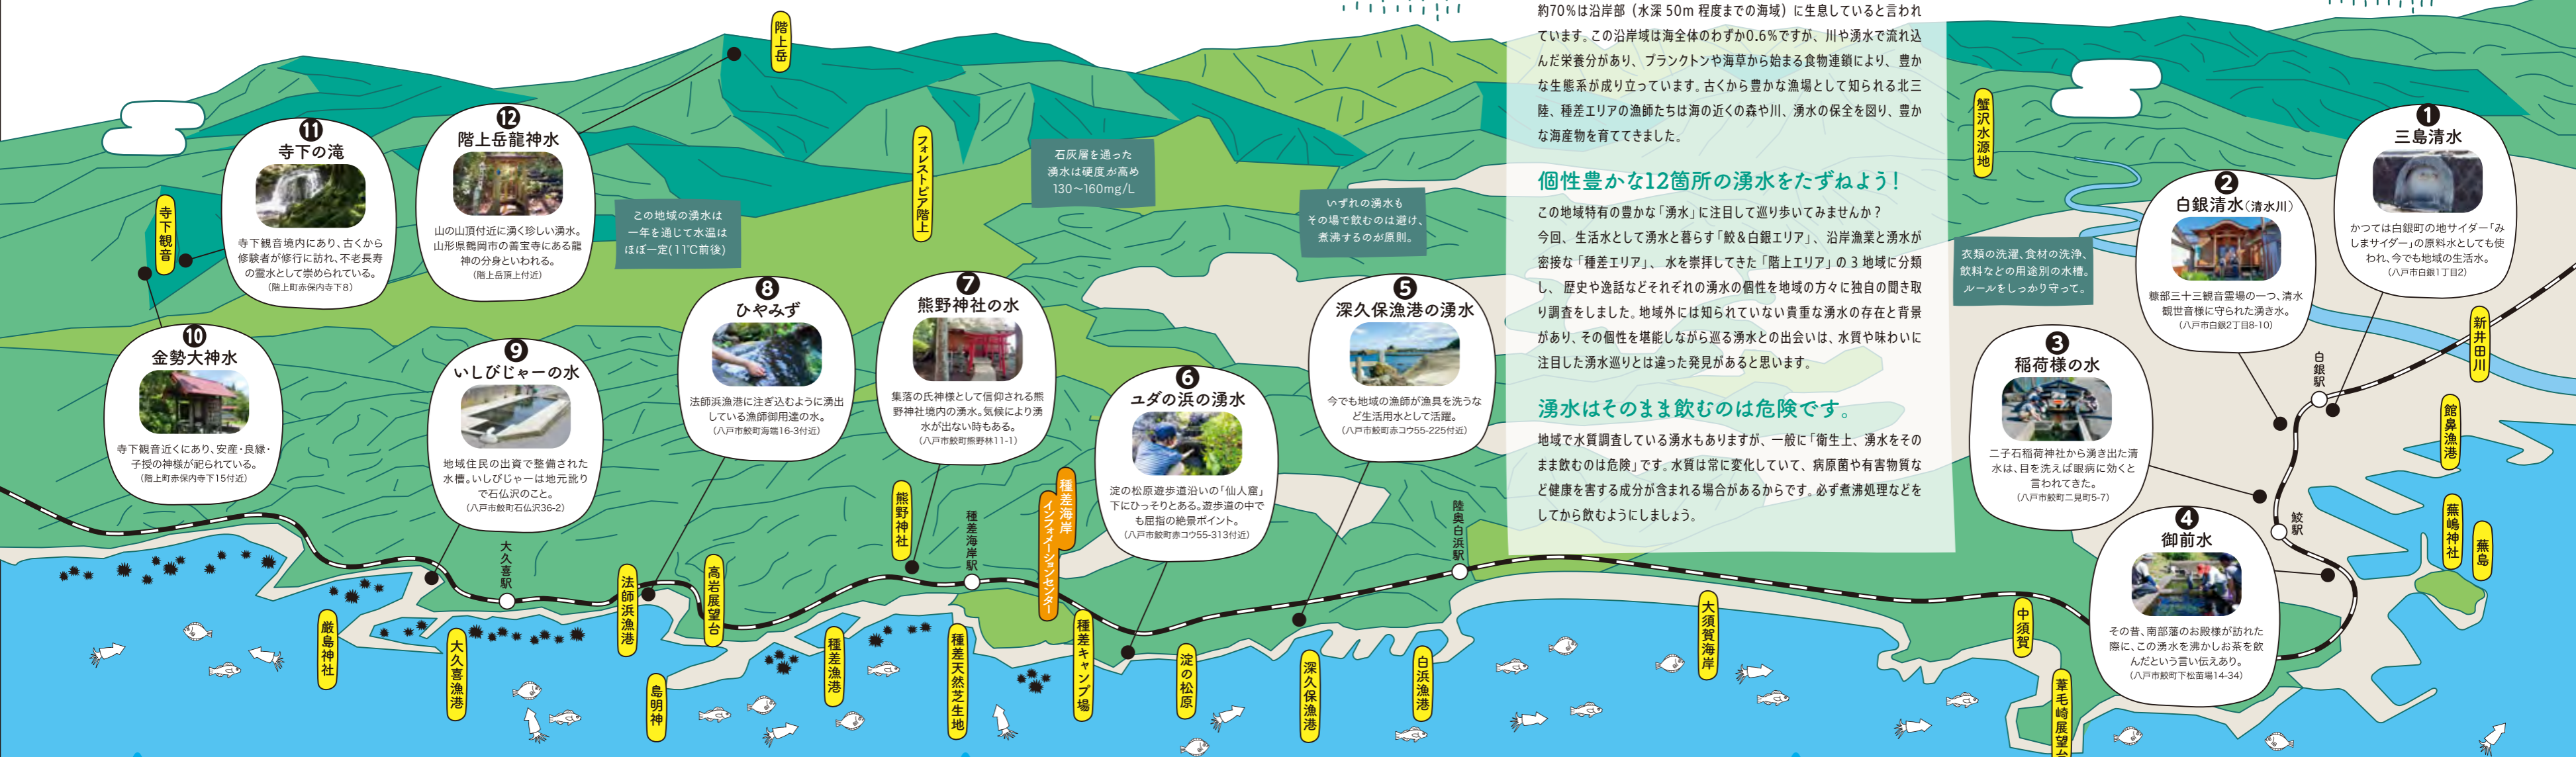 約70%は沿岸部（水深 50m 程度までの海域）に生息していると言われ
ています。この沿岸域は海全体のわずか0.6%ですが、川や湧水で流れ込
んだ栄養分があり、プランクトンや海草から始まる食物連鎖により、豊か
な生態系が成り立っています。古くから豊かな漁場として知られる北三
陸、種差エリアの漁師たちは海の近くの森や川、湧水の保全を図り、豊か
な海産物を育ててきました。
個性豊かな12箇所の湧水をたずねよう！
この地域特有の豊かな「湧水」に注目して巡り歩いてみませんか？
今回、生活水として湧水と暮らす「鮫＆白銀エリア」、沿岸漁業と湧水が
密接な「種差エリア」、水を崇拝してきた「階上エリア」の 3 地域に分類
し、歴史や逸話などそれぞれの湧水の個性を地域の方々に独自の聞き取
り調査をしました。地域外には知られていない貴重な湧水の存在と背景
があり、その個性を堪能しながら巡る湧水との出会いは、水質や味わいに
注目した湧水巡りとは違った発見があると思います。
湧水はそのまま飲むのは危険です。
地域で水質調査している湧水もありますが、一般に「衛生上、湧水をその
まま飲むのは危険」です。水質は常に変化していて、病原菌や有害物質な
ど健康を害する成分が含まれる場合があるからです。必ず煮沸処理などを
してから飲むようにしましょう。
❶
三島清水
かつては白銀町の地サイダー「み
しまサイダー」の原料水としても使
われ、今でも地域の生活水。
（八戸市白銀1丁目2）
❷
白銀清水（清水川）
糠部三十三観音霊場の一つ、清水
観世音様に守られた湧き水。
（八戸市白銀2丁目8-10）
❸
稲荷様の水
二子石稲荷神社から湧き出た清
水は、目を洗えば眼病に効くと
言われてきた。
（八戸市鮫町二見町5-7）
❹
御前水
その昔、南部藩のお殿様が訪れた
際に、この湧水を沸かしお茶を飲
んだという言い伝えあり。
（八戸市鮫町下松苗場14-34）
❺
深久保漁港の湧水
今でも地域の漁師が漁具を洗うな
ど生活用水として活躍。
（八戸市鮫町赤コウ55-225付近）
❻
ユダの浜の湧水
淀の松原遊歩道沿いの「仙人窟」
下にひっそりとある。遊歩道の中で
も屈指の絶景ポイント。
（八戸市鮫町赤コウ55-313付近）
❼
熊野神社の水
集落の氏神様として信仰される熊
野神社境内の湧水。気候により湧
水が出ない時もある。
（八戸市鮫町熊野林11-1）
❽
ひやみず
法師浜漁港に注ぎ込むように湧出
している漁師御用達の水。
（八戸市鮫町海端16-3付近）
❾
いしびじゃーの水
地域住民の出資で整備された
水槽。いしびじゃーは地元訛り
で石仏沢のこと。
（八戸市鮫町石仏沢36-2）
❿
金勢大神水
寺下観音近くにあり、安産・良縁・
子授の神様が祀られている。
（階上町赤保内寺下15付近）
⓫
寺下の滝
寺下観音境内にあり、古くから
修験者が修行に訪れ、不老長寿
の霊水として崇められている。
（階上町赤保内寺下8）
⓬
階上岳龍神水
山の山頂付近に湧く珍しい湧水。
山形県鶴岡市の善宝寺にある龍
神の分身といわれる。
（階上岳頂上付近）
この地域の湧水は
一年を通じて水温は
ほぼ一定(11℃前後)
石灰層を通った
湧水は硬度が高め
130～160mg/L
いずれの湧水も
その場で飲むのは避け、
煮沸するのが原則。
衣類の洗濯、食材の洗浄、
飲料などの用途別の水槽。
ルールをしっかり守って。
階上岳
寺下観音
フォレストピア階上
蟹沢水源地
新井田川
白銀駅
館鼻漁港
鮫駅
蕪嶋神社
蕪島
葦毛崎展望台
中須賀
大須賀海岸
陸奥白浜駅
白浜漁港
深久保漁港
淀の松原
種差キャンプ場
種差海岸
インフォメーションセンター
種差海岸駅
種差天然芝生地
熊野神社
種差漁港
高岩展望台
島明神
法師浜漁港
大久喜駅
大久喜漁港
厳島神社